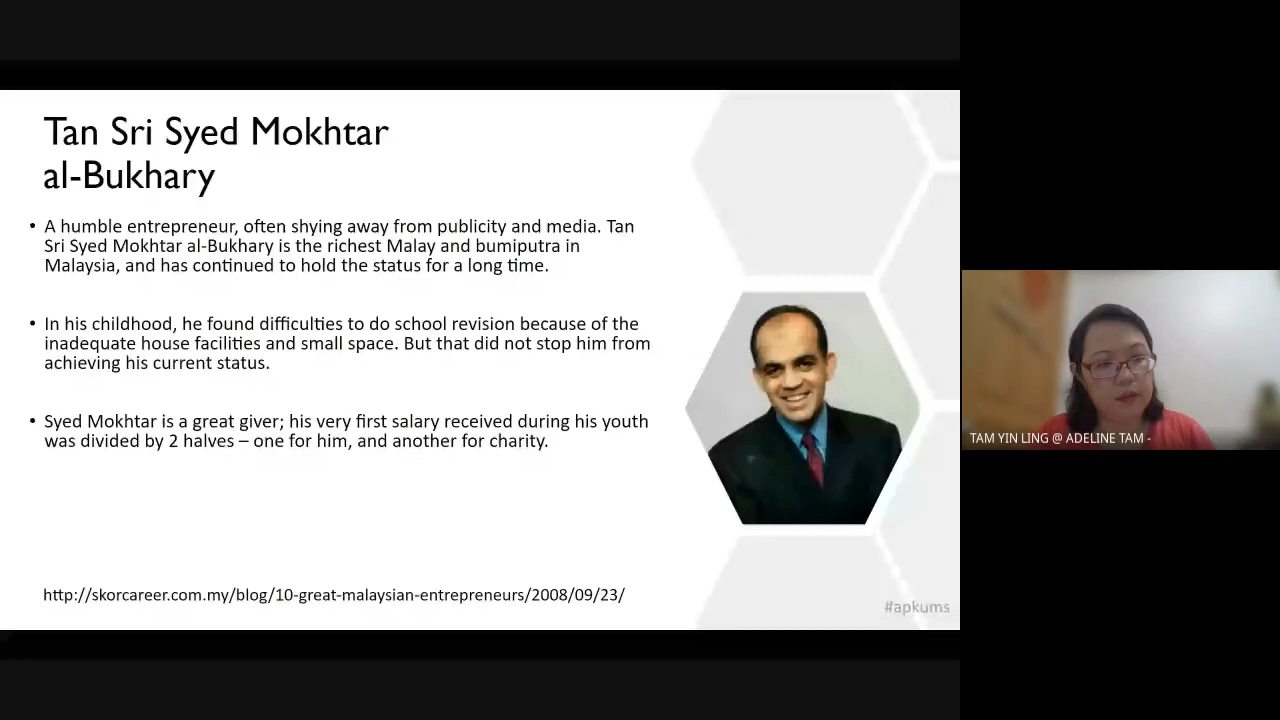 Tan Sri Syed Mokhtar
al-Bukhary
• A humble entrepreneur, often shying away from publicity and media. Tan
Sri Syed Mokhtar al-Bukhary is the richest Malay and bumiputra in
Malaysia, and has continued to hold the status for a long time.
• In his childhood, he found difficulties to do school revision because of the
inadequate house facilities and small space. But that did not stop him from
achieving his current status.
• Syed Mokhtar is a great giver; his very first salary received during his youth
was divided by 2 halves – one for him, and another for charity.
http://skorcareer.com.my/blog/10-great-malaysian-entrepreneurs/2008/09/23/
#apkums
TAM YIN LING @ ADELINE TAM -